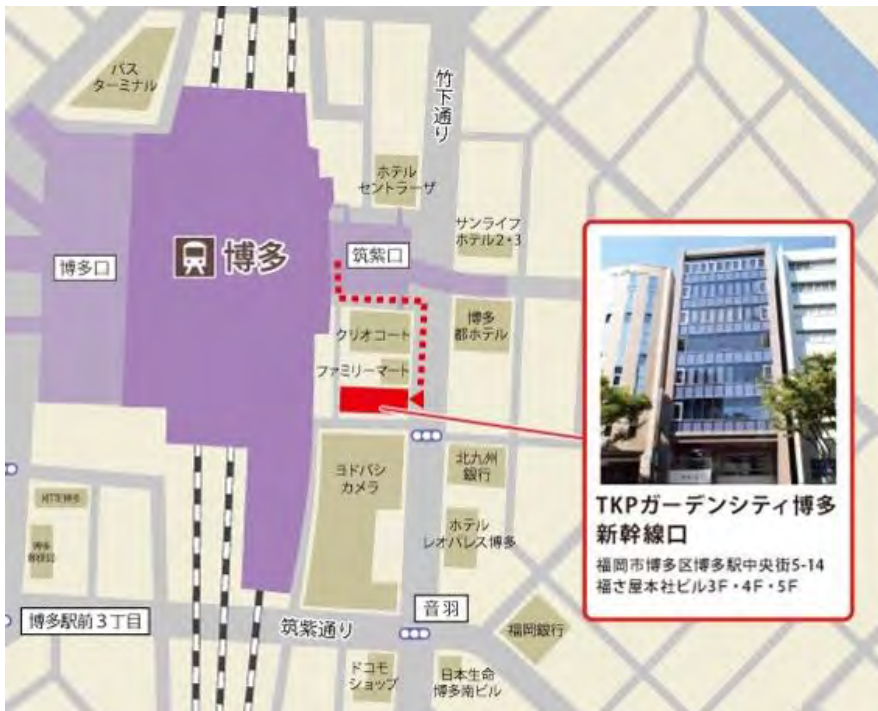 バス
ターミナル
竹下通り
ホテル
セントラーザ
サンライフ
ホテル2・3
博多口
博多
筑紫口
クリオコート
博多
都ホテル
ファミリーマート
ヨドバシ
カメラ
北九州
銀行
ホテル
レオパレス博多
TKPガーデンシティ博多
新幹線口
福岡市博多区博多駅中央街5-14
福さ屋本社ビル3F・4F・5F
博多駅前3丁目
筑紫通り
音羽
福岡銀行
ドコモ
ショップ
日本生命
博多南ビル